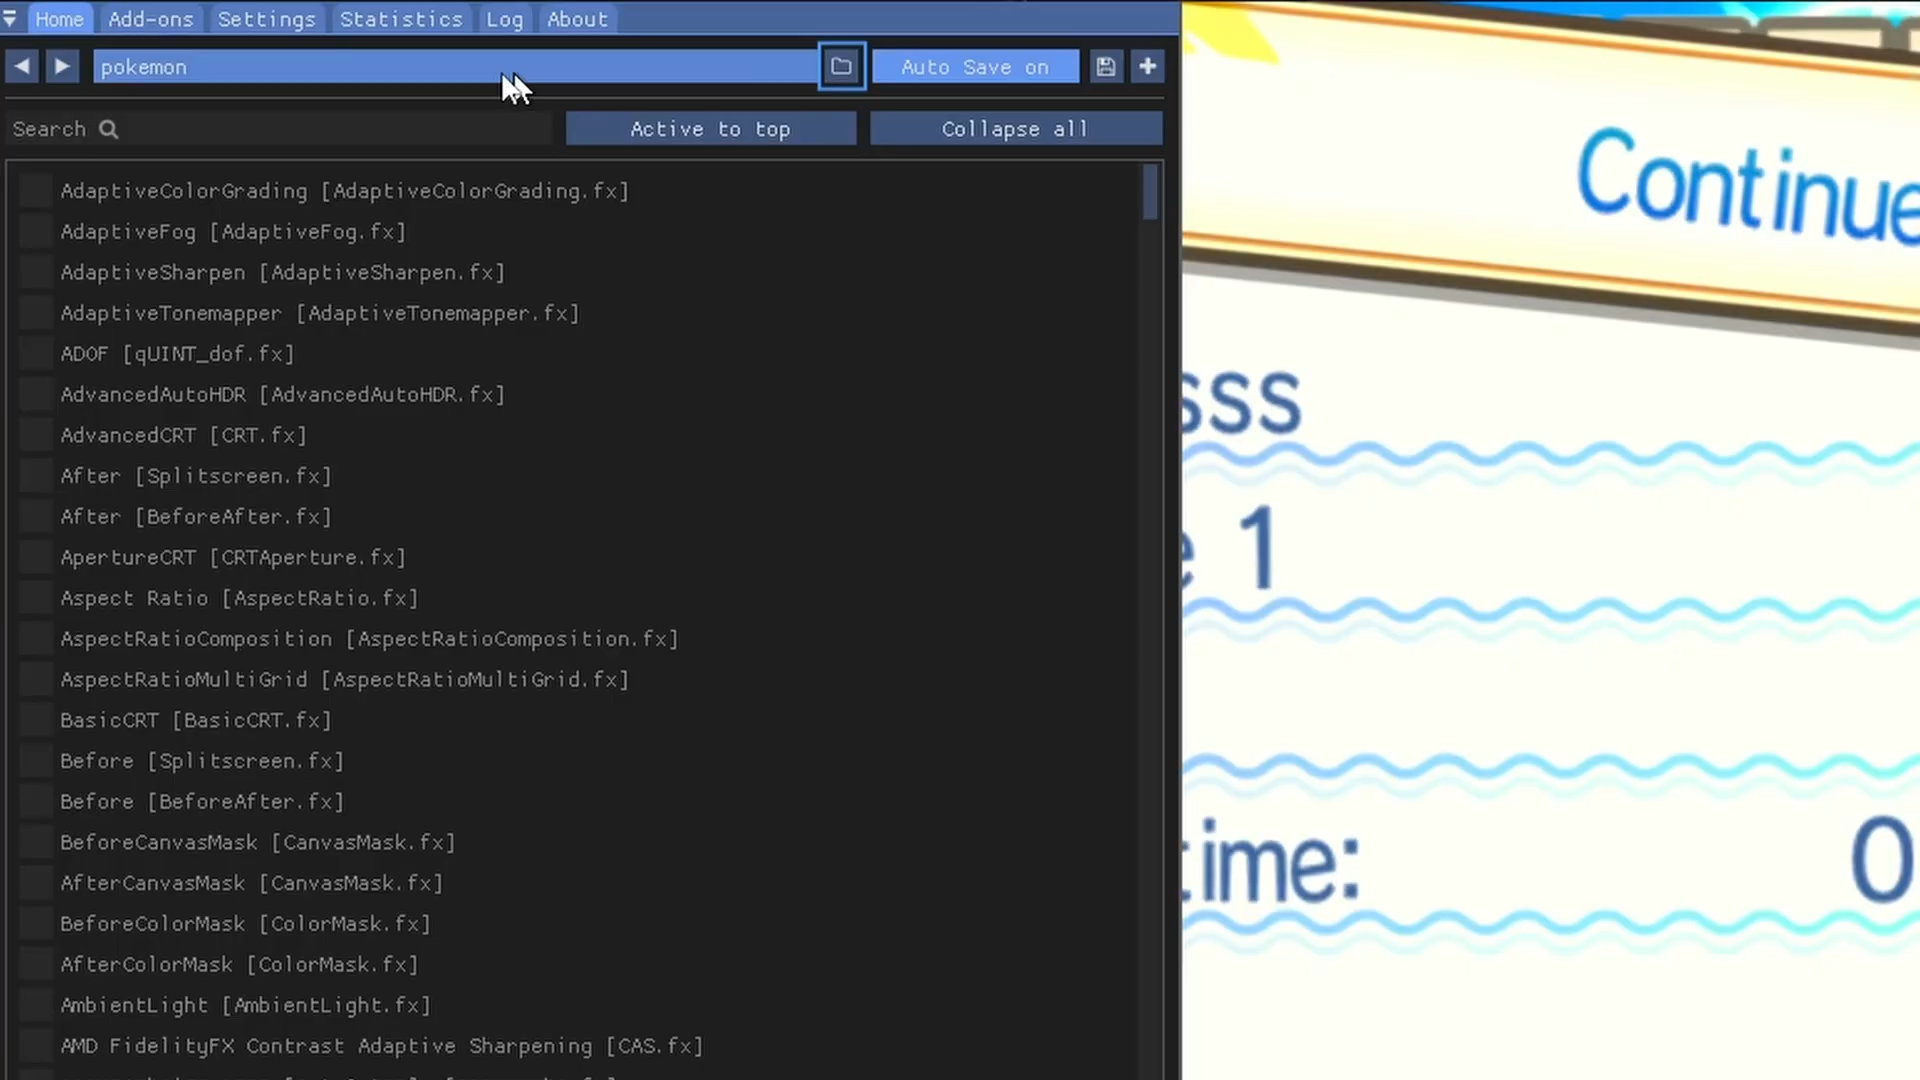 Home Add-ons Settings Statistics Log About
pokemon Auto Save on
Search Active to top Collapse all
AdaptiveColorGrading [AdaptiveColorGrading.fx]
AdaptiveFog [AdaptiveFog.fx]
AdaptiveSharpen [AdaptiveSharpen.fx]
AdaptiveTonemapper [AdaptiveTonemapper.fx]
ADOF [qUINT_dof.fx]
AdvancedAutoHDR [AdvancedAutoHDR.fx]
AdvancedCRT [CRT.fx]
After [Splitscreen.fx]
After [BeforeAfter.fx]
ApertureCRT [CRTAperture.fx]
Aspect Ratio [AspectRatio.fx]
AspectRatioComposition [AspectRatioComposition.fx]
AspectRatioMultiGrid [AspectRatioMultiGrid.fx]
BasicCRT [BasicCRT.fx]
Before [Splitscreen.fx]
Before [BeforeAfter.fx]
BeforeCanvasMask [CanvasMask.fx]
AfterCanvasMask [CanvasMask.fx]
BeforeColorMask [ColorMask.fx]
AfterColorMask [ColorMask.fx]
AmbientLight [AmbientLight.fx]
AMD FidelityFX Contrast Adaptive Sharpening [CAS.fx]
Continue
sss
e 1
time: 0